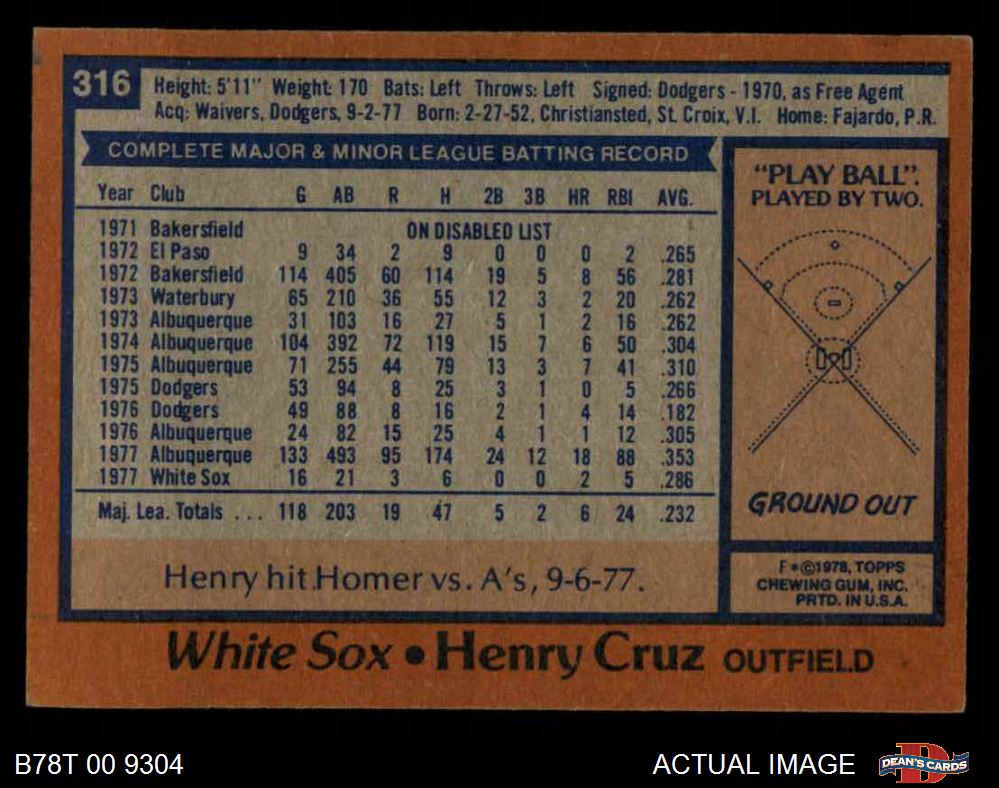 316
Height: 5'11" Weight: 170 Bats: Left Throws: Left Signed: Dodgers - 1970, as Free Agent
Acq: Waivers, Dodgers, 9-2-77 Born: 2-27-52, Christiansted, St. Croix, V.I. Home: Fajardo, P.R.
COMPLETE MAJOR & MINOR LEAGUE BATTING RECORD
Year Club G AB R H 2B 3B HR RBI AVG.
1971 Bakersfield ON DISABLED LIST
1972 El Paso 9 34 2 9 0 0 0 2 .265
1972 Bakersfield 114 405 60 114 19 5 8 56 .281
1973 Waterbury 65 210 36 55 12 3 2 20 .262
1973 Albuquerque 31 103 16 27 5 1 2 16 .262
1974 Albuquerque 104 392 72 119 15 7 6 50 .304
1975 Albuquerque 71 255 44 79 13 3 7 41 .310
1975 Dodgers 53 94 8 25 3 1 0 5 .266
1976 Dodgers 49 88 8 16 2 1 4 14 .182
1976 Albuquerque 24 82 15 25 4 1 1 12 .305
1977 Albuquerque 133 493 95 174 24 12 18 88 .353
1977 White Sox 16 21 3 6 0 0 2 5 .286
Maj. Lea. Totals ... 118 203 19 47 5 2 6 24 .232
Henry hit Homer vs. A's, 9-6-77.
"PLAY BALL".
PLAYED BY TWO.
GROUND OUT
F*©1978, TOPPS
CHEWING GUM, INC.
PRTD. IN U.S.A.
White Sox • Henry Cruz OUTFIELD
B78T 00 9304
ACTUAL IMAGE
D
DEAN'S CARDS